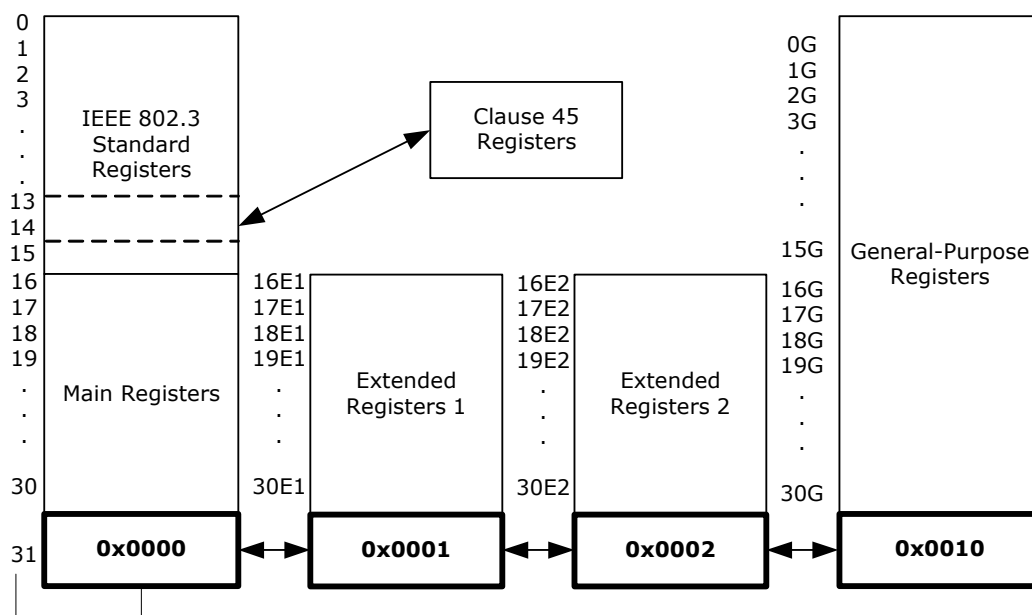 0
1
2
3
.
.
.
13
14
15
16
17
18
19
.
.
.
30
31
IEEE 802.3
Standard
Registers
Main Registers
0x0000
Clause 45
Registers
16E1
17E1
18E1
19E1
.
.
.
30E1
Extended
Registers 1
0x0001
16E2
17E2
18E2
19E2
.
.
.
30E2
Extended
Registers 2
0x0002
0G
1G
2G
3G
.
.
.
15G
16G
17G
18G
19G
.
.
.
30G
General-Purpose
Registers
0x0010